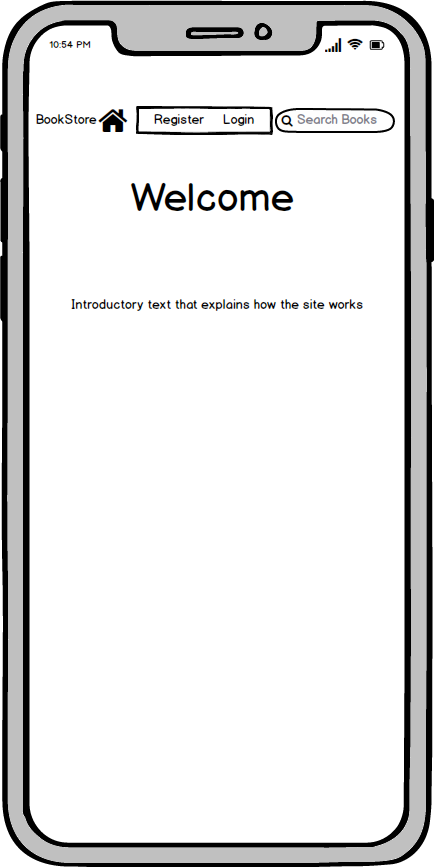 10:54 PM
BookStore Register Login Search Books
Welcome
Introductory text that explains how the site works